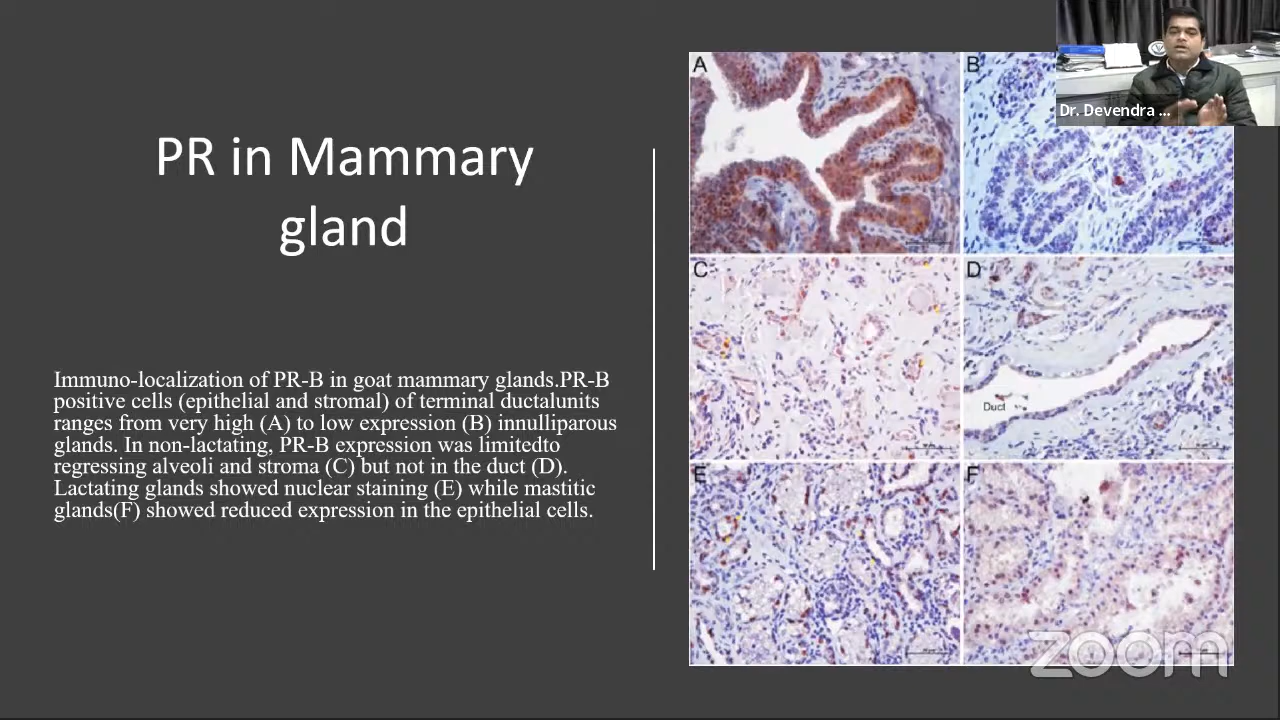 PR in Mammary
gland
Immuno-localization of PR-B in goat mammary glands.PR-B
positive cells (epithelial and stromal) of terminal ductalunits
ranges from very high (A) to low expression (B) innulliparous
glands. In non-lactating, PR-B expression was limitedto
regressing alveoli and stroma (C) but not in the duct (D).
Lactating glands showed nuclear staining (E) while mastitic
glands(F) showed reduced expression in the epithelial cells.
A
B
Dr. Devendra ...
C
D
Duct
E
F
zoom